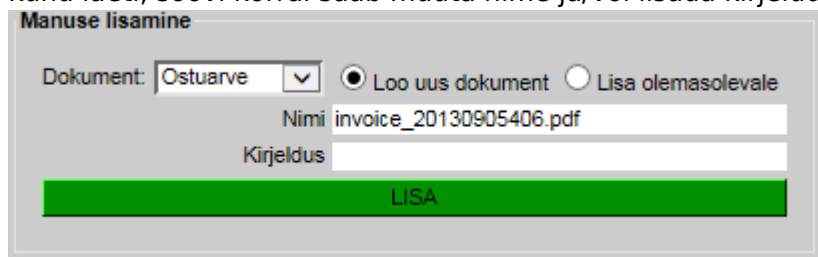 Manuse lisamine
Dokument: Ostuarve Loo uus dokument Lisa olemasolevale
Nimi invoice_20130905406.pdf
Kirjeldus
LISA